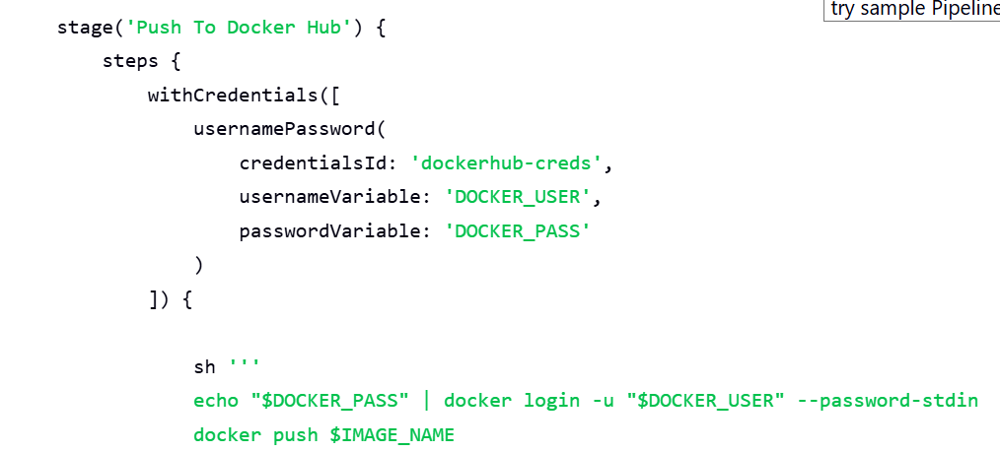 try sample Pipeline
stage('Push To Docker Hub') {
steps {
withCredentials([
usernamePassword(
credentialsId: 'dockerhub-creds',
usernameVariable: 'DOCKER_USER',
passwordVariable: 'DOCKER_PASS'
)
]) {
sh '''
echo "$DOCKER_PASS" | docker login -u "$DOCKER_USER" --password-stdin
docker push $IMAGE_NAME